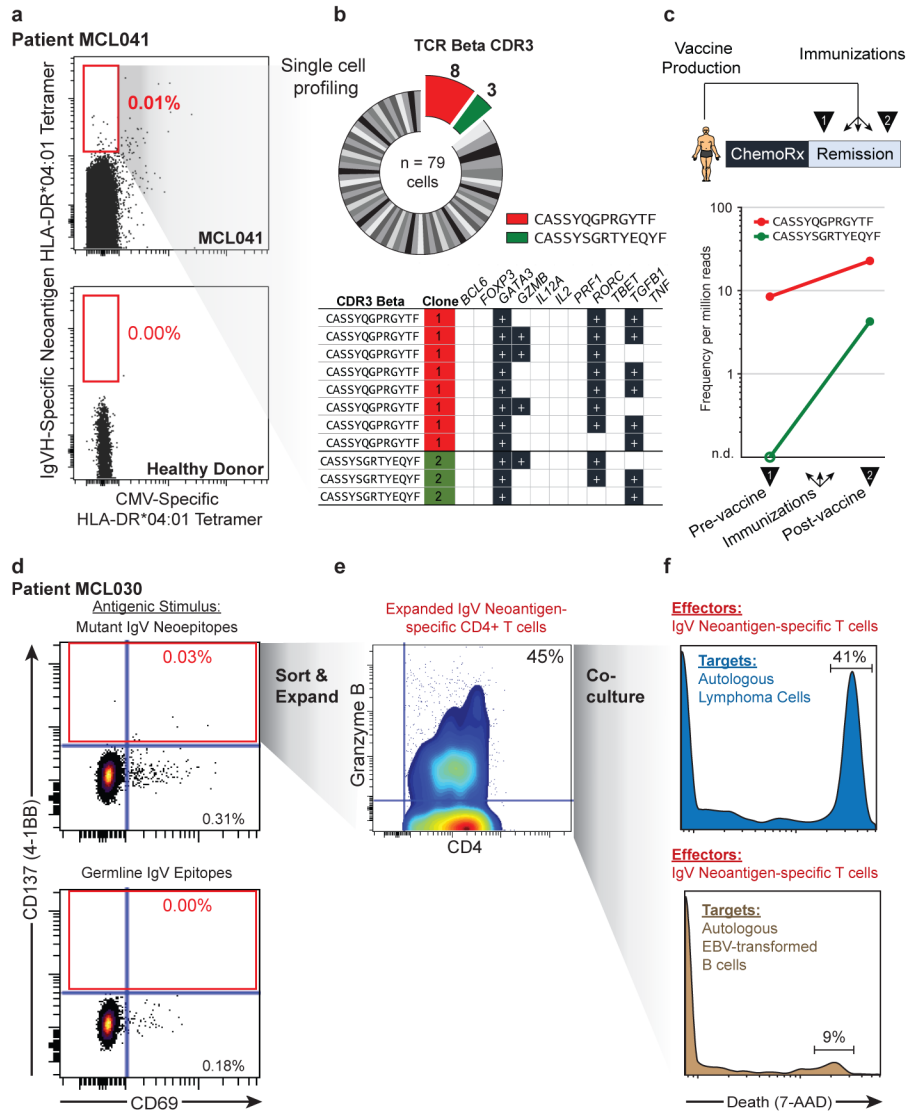 a
Patient MCL041
IgVH-Specific Neoantigen HLA-DR*04:01 Tetramer
0.01%
MCL041
0.00%
Healthy Donor
CMV-Specific
HLA-DR*04:01 Tetramer
b
TCR Beta CDR3
Single cell
profiling
8
3
n = 79
cells
CASSYQGPRGYTF
CASSYSGRTYEQYF
CDR3 Beta Clone BCL6 FOXP3 GATA3 GZMB IL12A IL2 PRF1 RORC TBET TGFB1 TNF
CASSYQGPRGYTF 1 + + +
CASSYQGPRGYTF 1 + + + +
CASSYQGPRGYTF 1 + + +
CASSYQGPRGYTF 1 + + +
CASSYQGPRGYTF 1 + + +
CASSYQGPRGYTF 1 + + +
CASSYQGPRGYTF 1 + + +
CASSYQGPRGYTF 1 + +
CASSYSGRTYEQYF 2 + + +
CASSYSGRTYEQYF 2 + + +
CASSYSGRTYEQYF 2 + +
c
Vaccine
Production
Immunizations
1
2
ChemoRx
Remission
Frequency per million reads
100
10
1
0.1
n.d.
CASSYQGPRGYTF
CASSYSGRTYEQYF
1
2
Pre-vaccine
Immunizations
Post-vaccine
d
Patient MCL030
Antigenic Stimulus:
Mutant IgV Neoepitopes
0.03%
0.31%
Germline IgV Epitopes
0.00%
0.18%
CD137 (4-1BB)
CD69
Sort &
Expand
e
Expanded IgV Neoantigen-
specific CD4+ T cells
45%
Granzyme B
CD4
Co-
culture
f
Effectors:
IgV Neoantigen-specific T cells
Targets:
Autologous
Lymphoma Cells
41%
Effectors:
IgV Neoantigen-specific T cells
Targets:
Autologous
EBV-transformed
B cells
9%
Death (7-AAD)